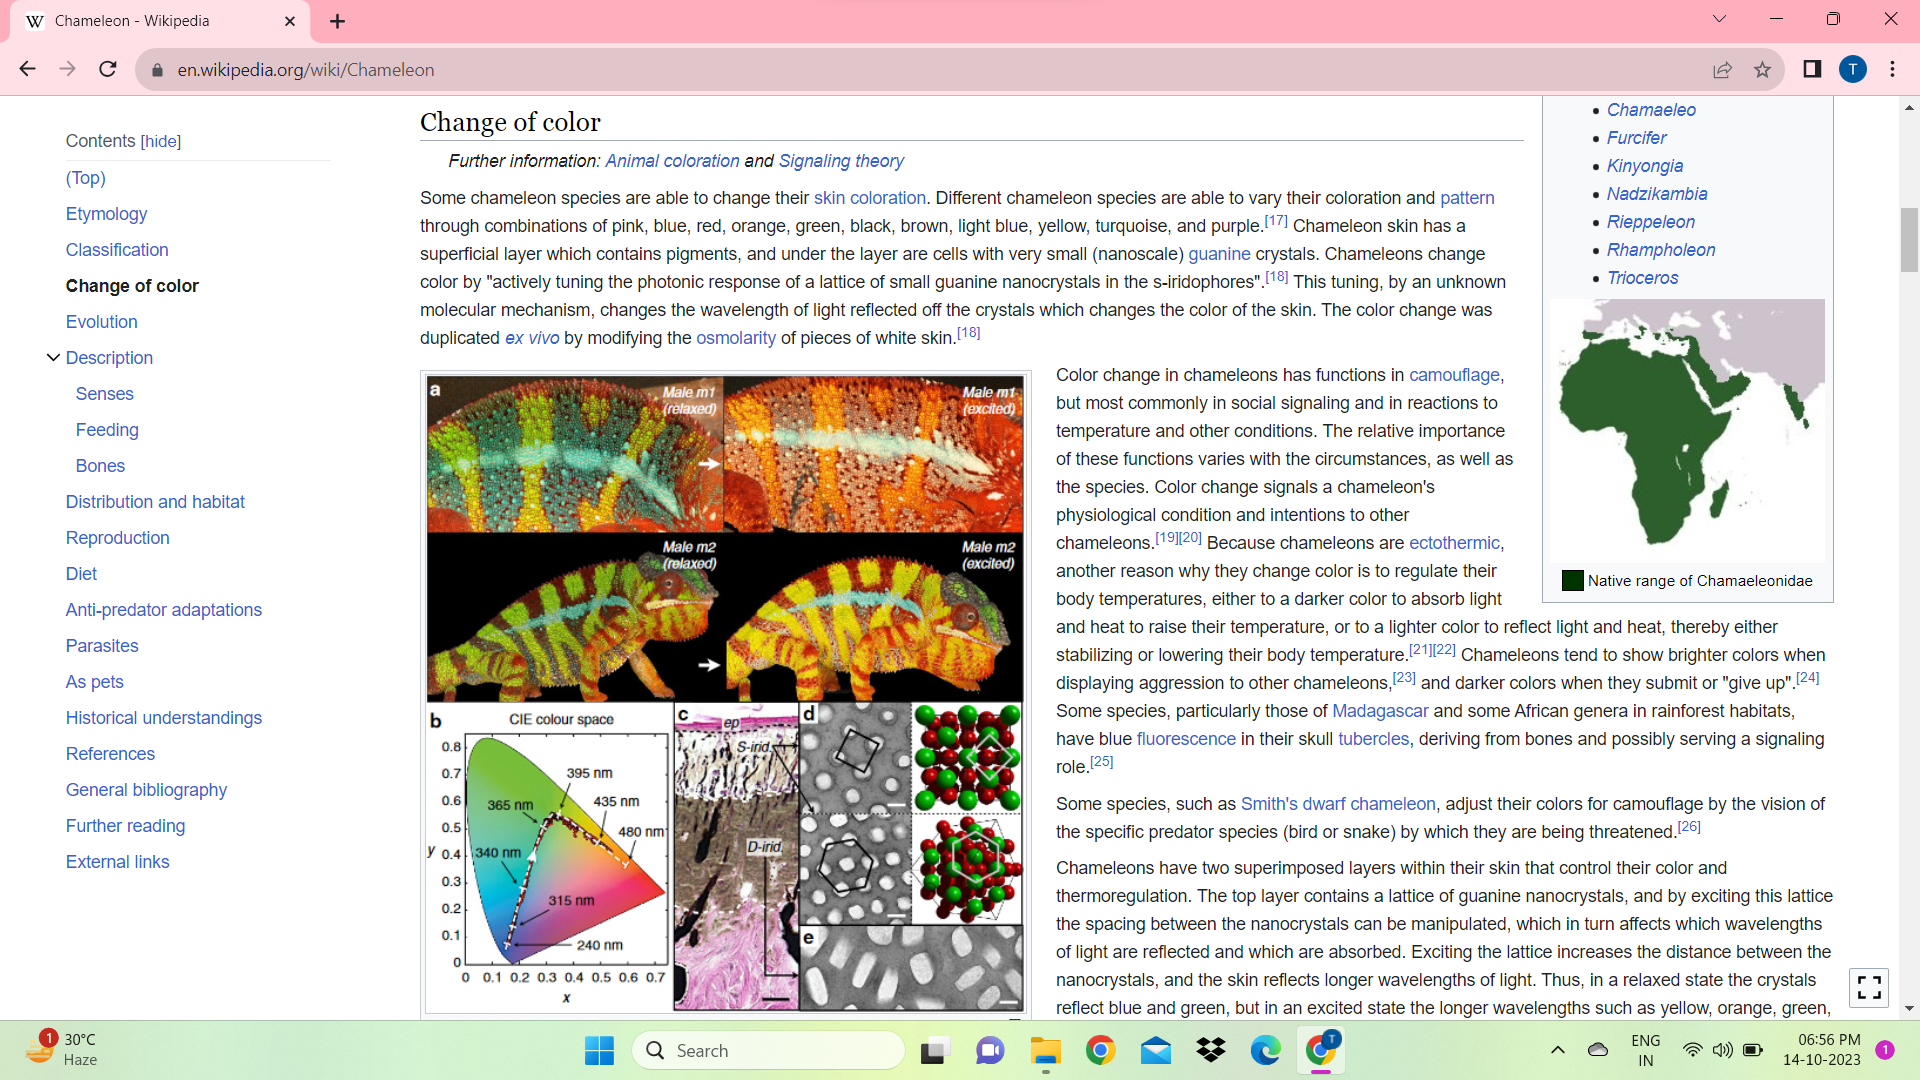 Chameleon - Wikipedia
en.wikipedia.org/wiki/Chameleon
T
Contents [hide]
(Top)
Etymology
Classification
Change of color
Evolution
Description
Senses
Feeding
Bones
Distribution and habitat
Reproduction
Diet
Anti-predator adaptations
Parasites
As pets
Historical understandings
References
General bibliography
Further reading
External links
Change of color
Further information: Animal coloration and Signaling theory
Some chameleon species are able to change their skin coloration. Different chameleon species are able to vary their coloration and pattern
through combinations of pink, blue, red, orange, green, black, brown, light blue, yellow, turquoise, and purple.[17] Chameleon skin has a
superficial layer which contains pigments, and under the layer are cells with very small (nanoscale) guanine crystals. Chameleons change
color by "actively tuning the photonic response of a lattice of small guanine nanocrystals in the s-iridophores".[18] This tuning, by an unknown
molecular mechanism, changes the wavelength of light reflected off the crystals which changes the color of the skin. The color change was
duplicated ex vivo by modifying the osmolarity of pieces of white skin.[18]
a
Male m1
(relaxed)
Male m1
(excited)
Male m2
(relaxed)
Male m2
(excited)
b
CIE colour space
0.8
0.7
0.6
0.5
0.4
0.3
0.2
0.1
0
y
395 nm
365 nm
435 nm
480 nm
340 nm
315 nm
240 nm
0 0.1 0.2 0.3 0.4 0.5 0.6 0.7
x
c
ep
S-irid.
D-irid.
d
e
Color change in chameleons has functions in camouflage,
but most commonly in social signaling and in reactions to
temperature and other conditions. The relative importance
of these functions varies with the circumstances, as well as
the species. Color change signals a chameleon's
physiological condition and intentions to other
chameleons.[19][20] Because chameleons are ectothermic,
another reason why they change color is to regulate their
body temperatures, either to a darker color to absorb light
and heat to raise their temperature, or to a lighter color to reflect light and heat, thereby either
stabilizing or lowering their body temperature.[21][22] Chameleons tend to show brighter colors when
displaying aggression to other chameleons,[23] and darker colors when they submit or "give up".[24]
Some species, particularly those of Madagascar and some African genera in rainforest habitats,
have blue fluorescence in their skull tubercles, deriving from bones and possibly serving a signaling
role.[25]
Some species, such as Smith's dwarf chameleon, adjust their colors for camouflage by the vision of
the specific predator species (bird or snake) by which they are being threatened.[26]
Chameleons have two superimposed layers within their skin that control their color and
thermoregulation. The top layer contains a lattice of guanine nanocrystals, and by exciting this lattice
the spacing between the nanocrystals can be manipulated, which in turn affects which wavelengths
of light are reflected and which are absorbed. Exciting the lattice increases the distance between the
nanocrystals, and the skin reflects longer wavelengths of light. Thus, in a relaxed state the crystals
reflect blue and green, but in an excited state the longer wavelengths such as yellow, orange, green,
Chamaeleo
Furcifer
Kinyongia
Nadzikambia
Rieppeleon
Rhampholeon
Trioceros
Native range of Chamaeleonidae
1
30°C
Haze
Search
T
ENG
IN
06:56 PM
14-10-2023
1